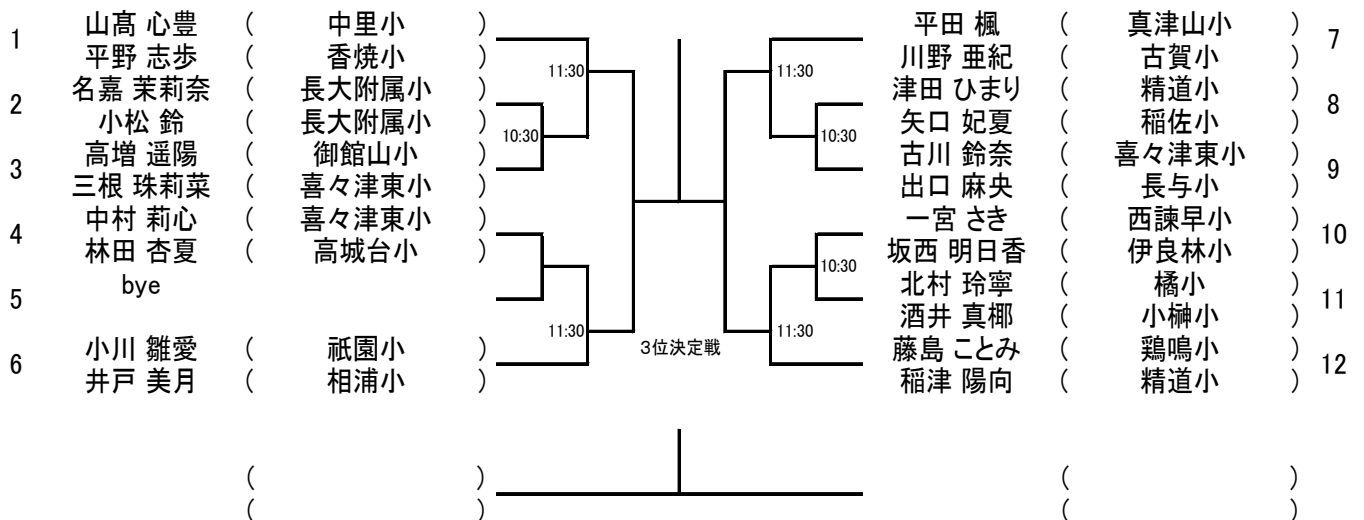 1 山髙 心豊 ( 中里小 )
平野 志歩 ( 香焼小 )
2 名嘉 茉莉奈 ( 長大附属小 )
小松 鈴 ( 長大附属小 )
3 高増 遥陽 ( 御館山小 )
三根 珠莉菜 ( 喜々津東小 )
4 中村 莉心 ( 喜々津東小 )
林田 杏夏 ( 高城台小 )
5 bye
6 小川 雛愛 ( 祇園小 )
井戸 美月 ( 相浦小 )
11:30
10:30
11:30
3位決定戦
11:30
10:30
10:30
11:30
平田 楓 ( 真津山小 ) 7
川野 亜紀 ( 古賀小 )
津田 ひまり ( 精道小 ) 8
矢口 妃夏 ( 稲佐小 )
古川 鈴奈 ( 喜々津東小 ) 9
出口 麻央 ( 長与小 )
一宮 さき ( 西諫早小 ) 10
坂西 明日香 ( 伊良林小 )
北村 玲寧 ( 橘小 ) 11
酒井 真梛 ( 小榊小 )
藤島 ことみ ( 鶏鳴小 ) 12
稲津 陽向 ( 精道小 )
( ) ( )
( ) ( )